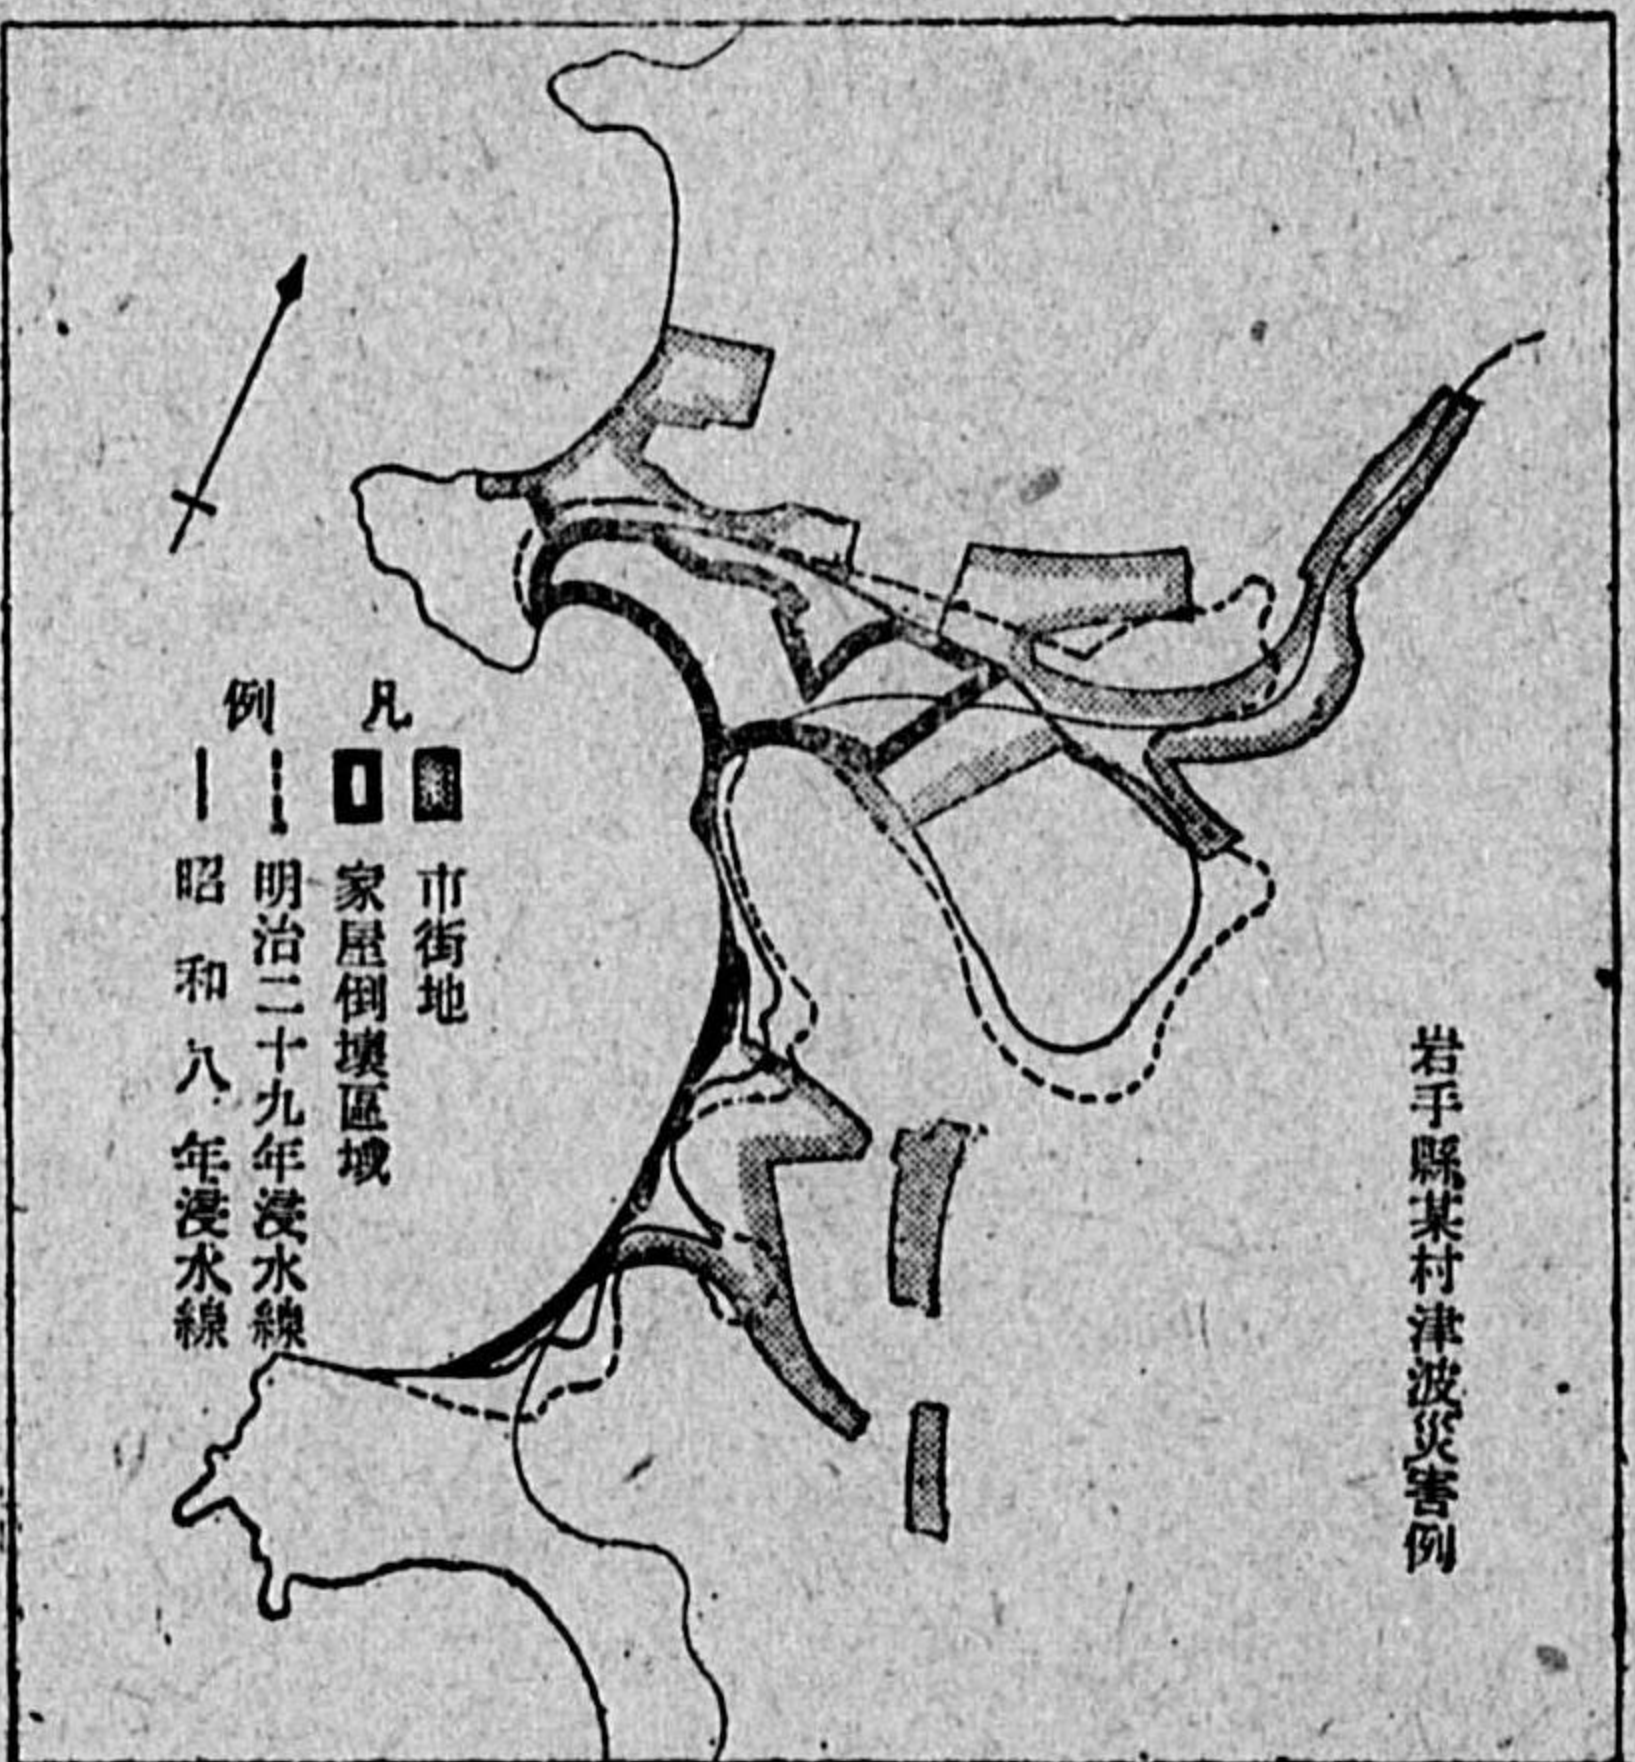 岩手縣某村津波災害例
凡例
市街地
家屋倒壊區域
明治二十九年浸水線
昭和八年浸水線